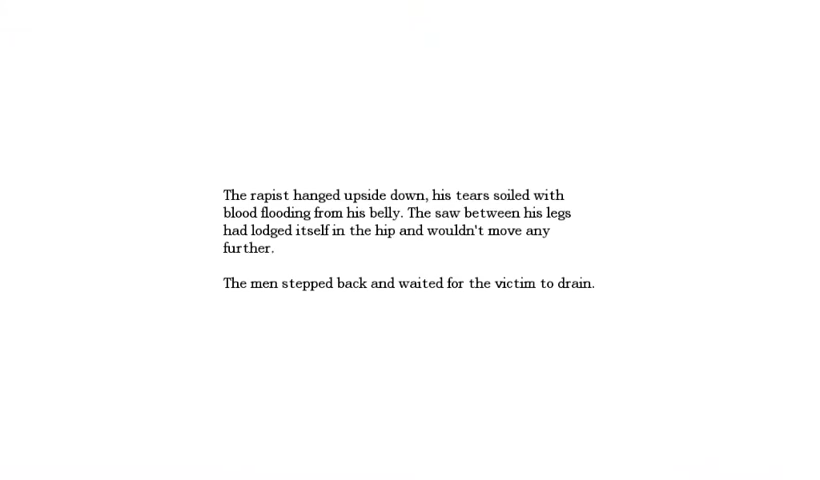 The rapist hanged upside down, his tears soiled with
blood flooding from his belly. The saw between his legs
had lodged itself in the hip and wouldn't move any
further.
The men stepped back and waited for the victim to drain.